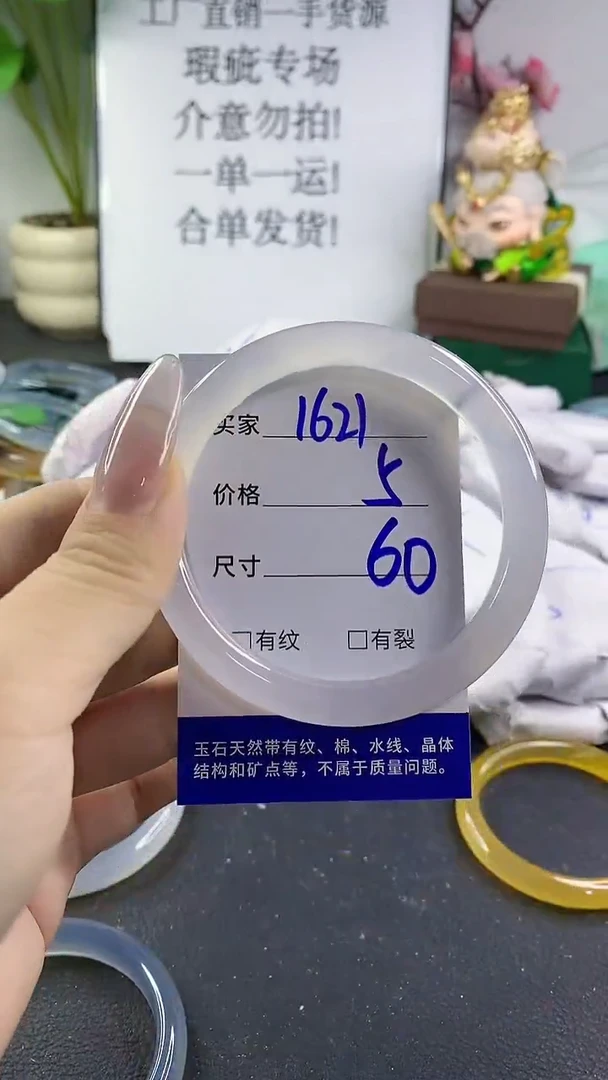 工厂直销一手货源
瑕疵专场
介意勿拍!
一单一运!
合单发货!
买家 1621
价格 5
尺寸 60
□有纹 □有裂
玉石天然带有纹、棉、水线、晶体
结构和矿点等，不属于质量问题。